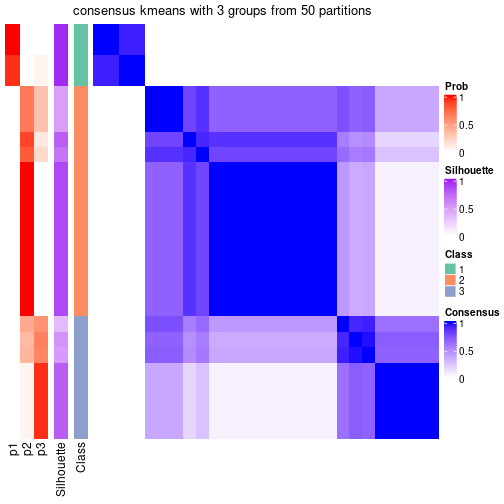 consensus kmeans with 3 groups from 50 partitions
Prob
1
0.5
0
Silhouette
1
0.5
0
Class
1
2
3
Consensus
1
0.5
0
p1
p2
p3
Silhouette
Class